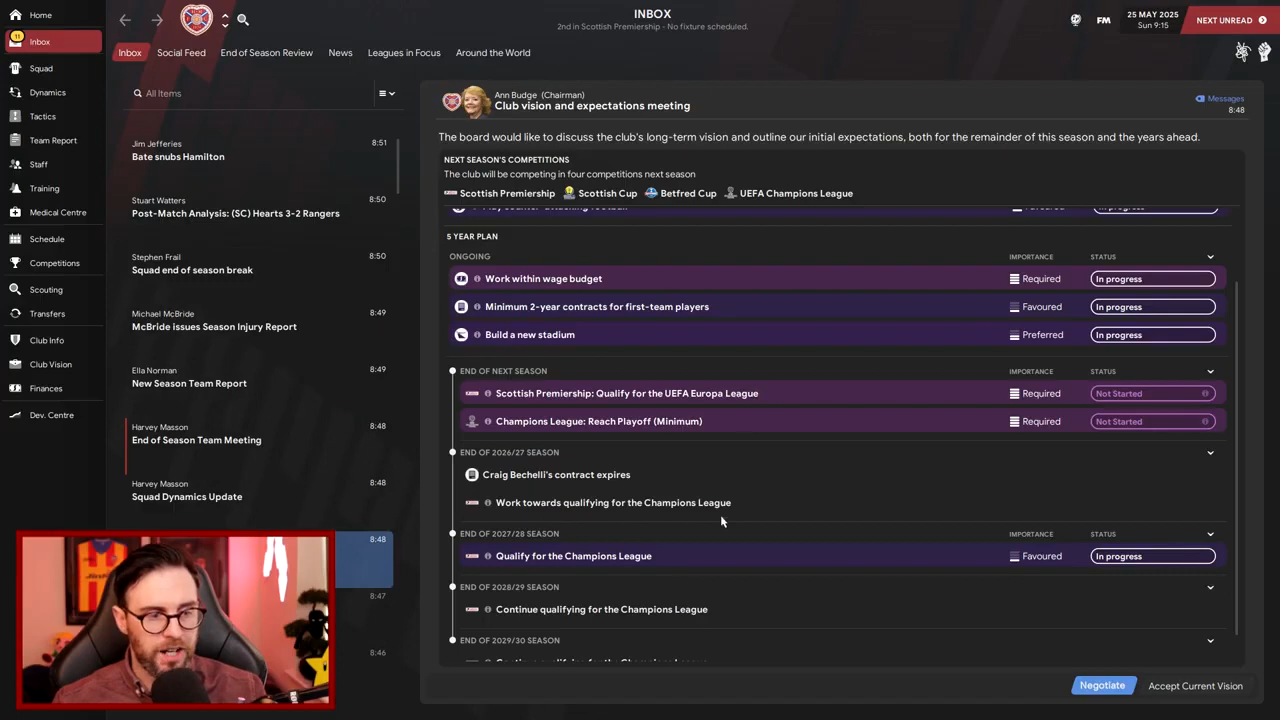 Home
Inbox
11
Squad
Dynamics
Tactics
Team Report
Staff
Training
Medical Centre
Schedule
Competitions
Scouting
Transfers
Club Info
Club Vision
Finances
Dev. Centre
INBOX
2nd in Scottish Premiership - No fixture scheduled.
FM
25 MAY 2025
Sun 9:15
NEXT UNREAD
Inbox Social Feed End of Season Review News Leagues in Focus Around the World
All Items
Jim Jefferies 8:51
Bate snubs Hamilton
Stuart Watters 8:50
Post-Match Analysis: (SC) Hearts 3-2 Rangers
Stephen Frail 8:50
Squad end of season break
Michael McBride 8:49
McBride issues Season Injury Report
Ella Norman 8:49
New Season Team Report
Harvey Masson 8:48
End of Season Team Meeting
Harvey Masson 8:48
Squad Dynamics Update
8:48
8:47
8:46
Ann Budge (Chairman)
Club vision and expectations meeting
Messages
8:48
The board would like to discuss the club's long-term vision and outline our initial expectations, both for the remainder of this season and the years ahead.
NEXT SEASON'S COMPETITIONS
The club will be competing in four competitions next season
Scottish Premiership Scottish Cup Betfred Cup UEFA Champions League
5 YEAR PLAN
ONGOING IMPORTANCE STATUS
Work within wage budget Required In progress
Minimum 2-year contracts for first-team players Favoured In progress
Build a new stadium Preferred In progress
END OF NEXT SEASON IMPORTANCE STATUS
Scottish Premiership: Qualify for the UEFA Europa League Required Not Started
Champions League: Reach Playoff (Minimum) Required Not Started
END OF 2026/27 SEASON
Craig Bechelli's contract expires
Work towards qualifying for the Champions League
END OF 2027/28 SEASON IMPORTANCE STATUS
Qualify for the Champions League Favoured In progress
END OF 2028/29 SEASON
Continue qualifying for the Champions League
END OF 2029/30 SEASON
Negotiate Accept Current Vision